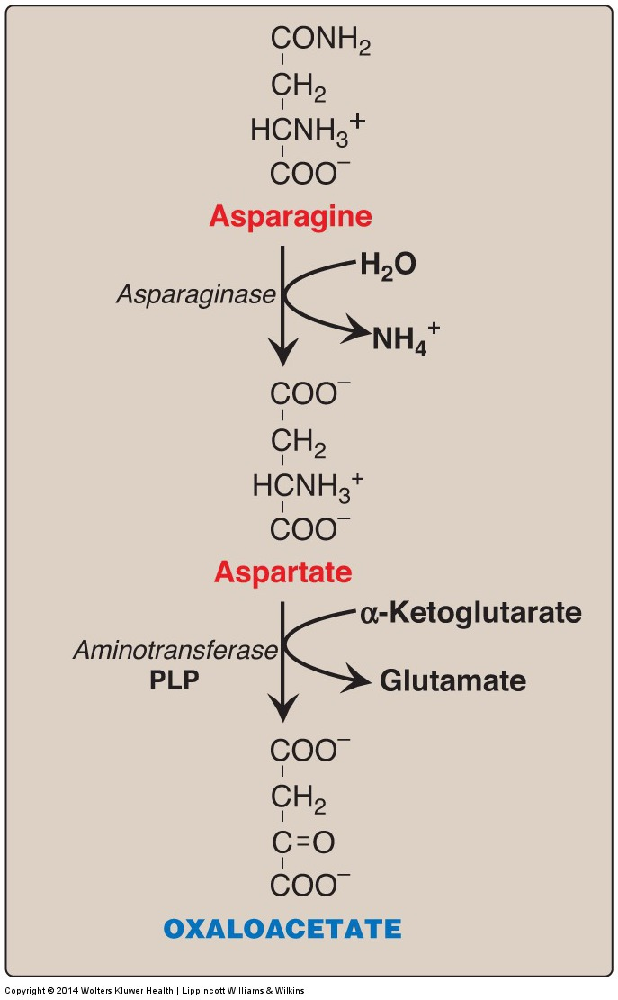 CONH₂
CH₂
HCNH₃⁺
COO⁻
Asparagine
H₂O
Asparaginase
NH₄⁺
COO⁻
CH₂
HCNH₃⁺
COO⁻
Aspartate
α-Ketoglutarate
Aminotransferase
PLP
Glutamate
COO⁻
CH₂
C=O
COO⁻
OXALOACETATE
Copyright © 2014 Wolters Kluwer Health | Lippincott Williams & Wilkins